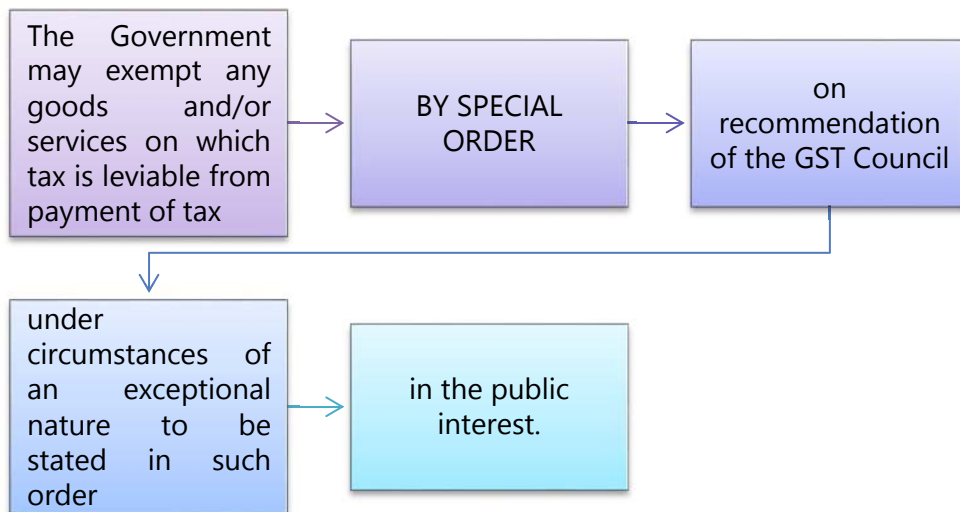 The Government
may exempt any
goods and/or
services on which
tax is leviable from
payment of tax
BY SPECIAL
ORDER
on
recommendation
of the GST Council
under
circumstances of
an exceptional
nature to be
stated in such
order
in the public
interest.